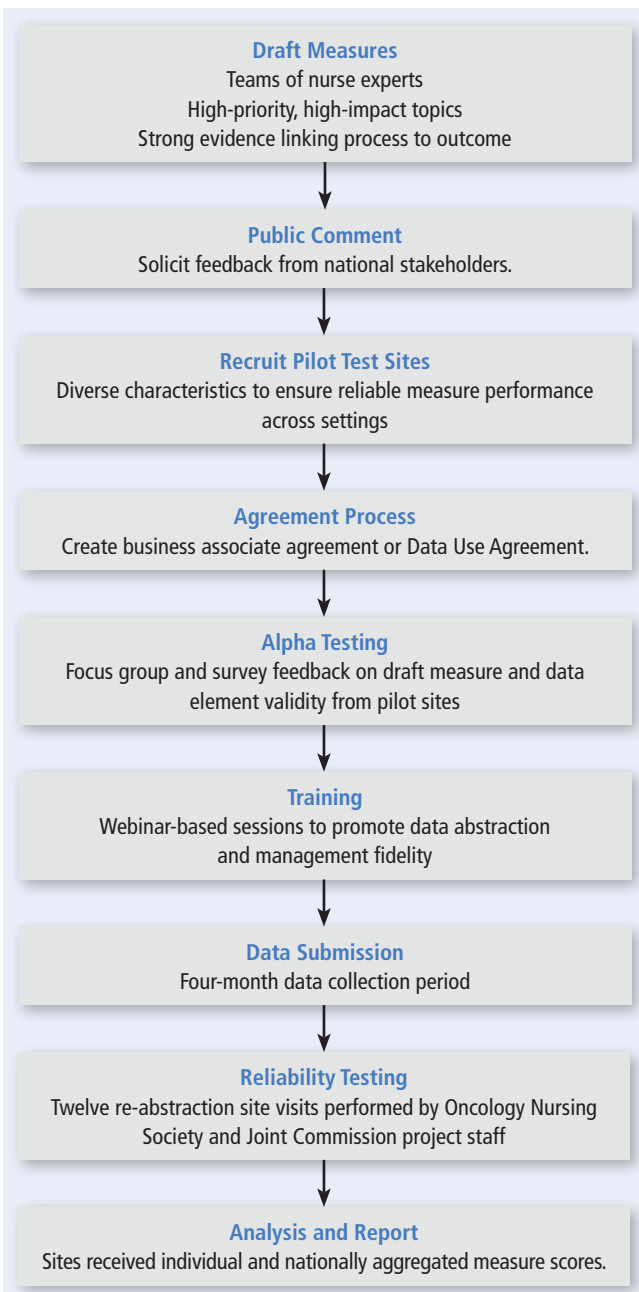 Draft Measures
Teams of nurse experts
High-priority, high-impact topics
Strong evidence linking process to outcome
Public Comment
Solicit feedback from national stakeholders.
Recruit Pilot Test Sites
Diverse characteristics to ensure reliable measure performance
across settings
Agreement Process
Create business associate agreement or Data Use Agreement.
Alpha Testing
Focus group and survey feedback on draft measure and data
element validity from pilot sites
Training
Webinar-based sessions to promote data abstraction
and management fidelity
Data Submission
Four-month data collection period
Reliability Testing
Twelve re-abstraction site visits performed by Oncology Nursing
Society and Joint Commission project staff
Analysis and Report
Sites received individual and nationally aggregated measure scores.